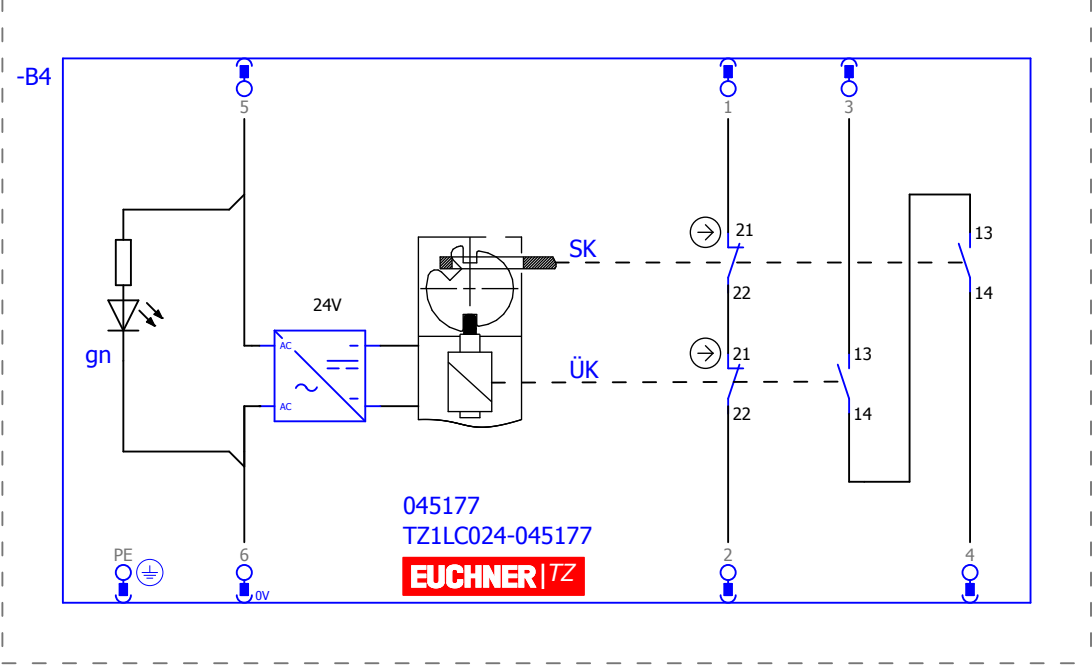 -B4
5
1
3
21
13
SK
22
14
24V
gn
AC
21
13
ÜK
AC
22
14
045177
TZ1LC024-045177
PE
6
2
4
EUCHNER|TZ
0V